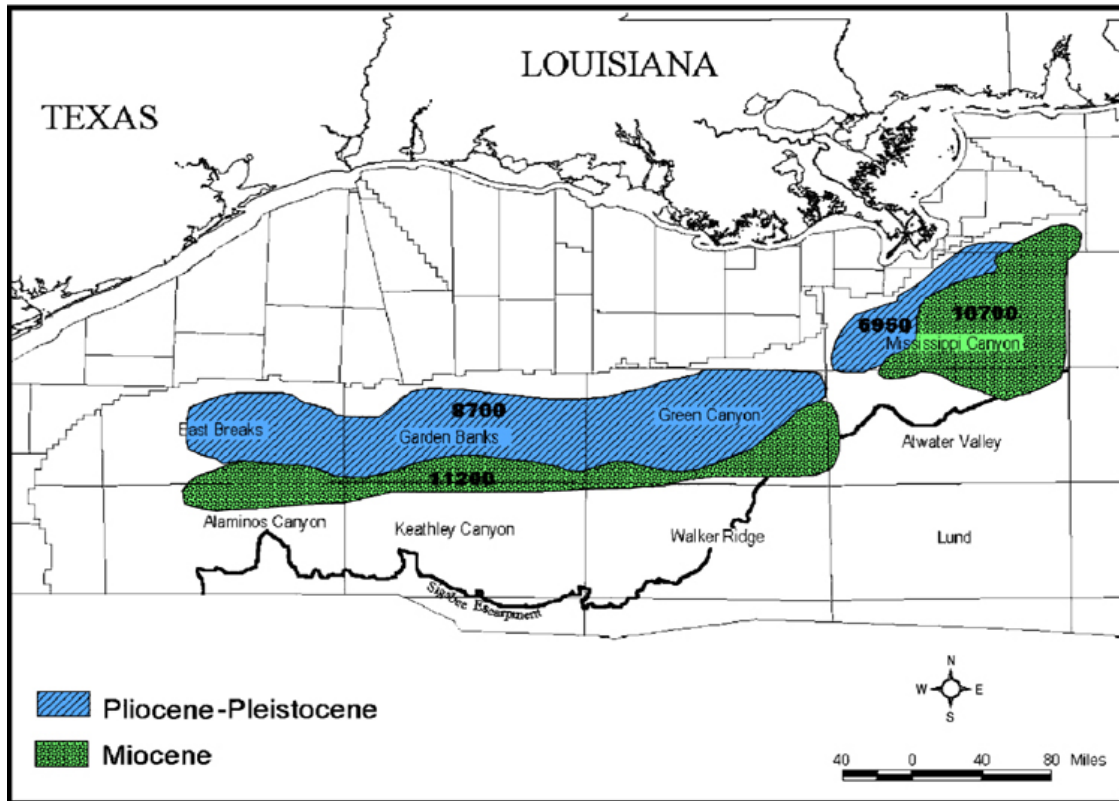 LOUISIANA
TEXAS
6950
10700
Mississippi Canyon
8700
Green Canyon
East Breaks
Garden Banks
Atwater Valley
11200
Alaminos Canyon
Keathley Canyon
Walker Ridge
Lund
Sigsbee Escarpment
Pliocene-Pleistocene
Miocene
N
W
E
S
40 0 40 80 Miles